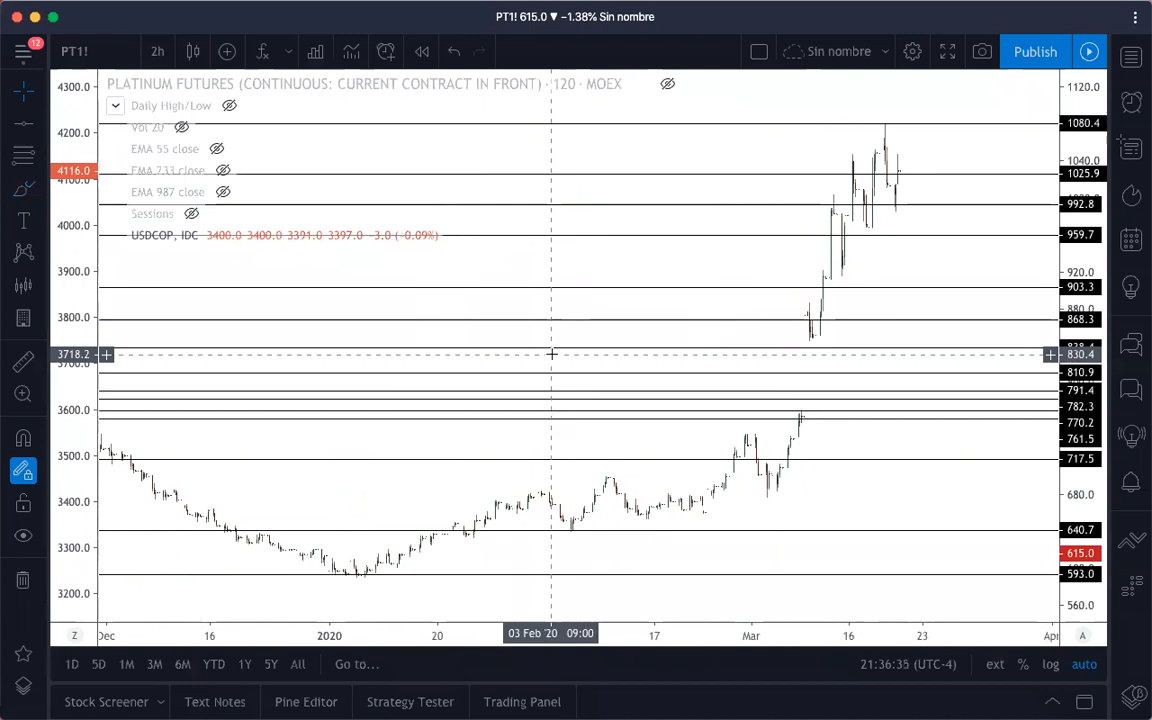 PT1! 615.0 ▼ −1.38% Sin nombre
12
PT1! 2h Sin nombre Publish
PLATINUM FUTURES (CONTINUOUS: CURRENT CONTRACT IN FRONT) · 120 · MOEX
Daily High/Low
Vol 20
EMA 55 close
EMA 233 close
EMA 987 close
Sessions
USDCOP, IDC 3400.0 3400.0 3391.0 3397.0 −3.0 (−0.09%)
4300.0
4200.0
4116.0
4100.0
4000.0
3900.0
3800.0
3718.2
3700.0
3600.0
3500.0
3400.0
3300.0
3200.0
1120.0
1080.4
1040.0
1025.9
992.8
959.7
920.0
903.3
880.0
868.3
838.4
830.4
810.9
791.4
782.3
770.2
761.5
717.5
680.0
640.7
615.0
593.0
560.0
Z Dec 16 2020 20 03 Feb '20 09:00 17 Mar 16 23 Apr A
1D 5D 1M 3M 6M YTD 1Y 5Y All Go to... 21:36:35 (UTC-4) ext % log auto
Stock Screener Text Notes Pine Editor Strategy Tester Trading Panel